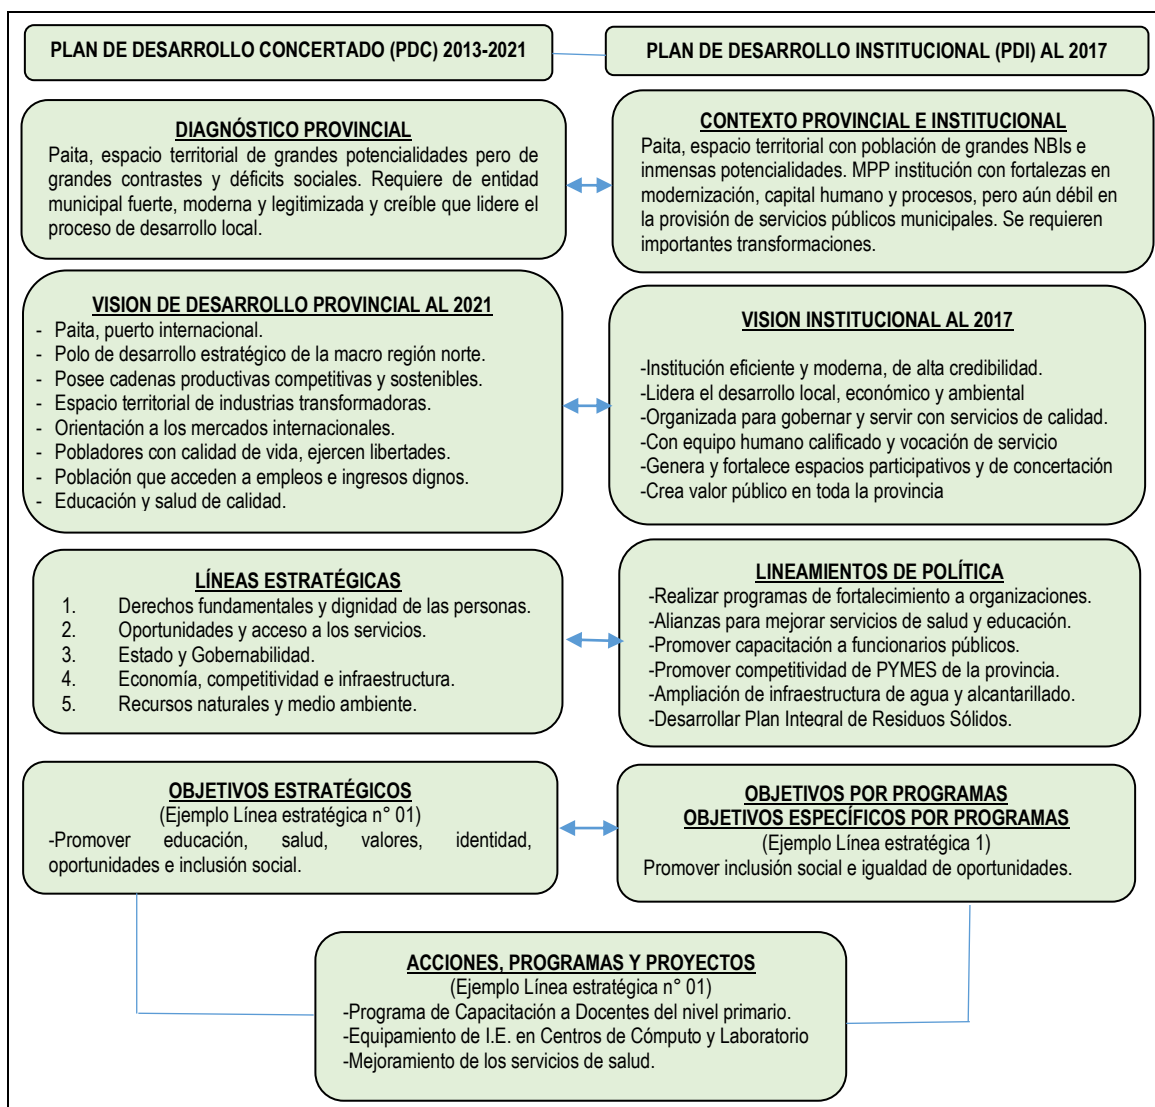 PLAN DE DESARROLLO CONCERTADO (PDC) 2013-2021
PLAN DE DESARROLLO INSTITUCIONAL (PDI) AL 2017
DIAGNÓSTICO PROVINCIAL
Paita, espacio territorial de grandes potencialidades pero de
grandes contrastes y déficits sociales. Requiere de entidad
municipal fuerte, moderna y legitimizada y creíble que lidere el
proceso de desarrollo local.
CONTEXTO PROVINCIAL E INSTITUCIONAL
Paita, espacio territorial con población de grandes NBIs e
inmensas potencialidades. MPP institución con fortalezas en
modernización, capital humano y procesos, pero aún débil en
la provisión de servicios públicos municipales. Se requieren
importantes transformaciones.
VISION DE DESARROLLO PROVINCIAL AL 2021
- Paita, puerto internacional.
- Polo de desarrollo estratégico de la macro región norte.
- Posee cadenas productivas competitivas y sostenibles.
- Espacio territorial de industrias transformadoras.
- Orientación a los mercados internacionales.
- Pobladores con calidad de vida, ejercen libertades.
- Población que acceden a empleos e ingresos dignos.
- Educación y salud de calidad.
VISION INSTITUCIONAL AL 2017
-Institución eficiente y moderna, de alta credibilidad.
-Lidera el desarrollo local, económico y ambiental
-Organizada para gobernar y servir con servicios de calidad.
-Con equipo humano calificado y vocación de servicio
-Genera y fortalece espacios participativos y de concertación
-Crea valor público en toda la provincia
LÍNEAS ESTRATÉGICAS
1. Derechos fundamentales y dignidad de las personas.
2. Oportunidades y acceso a los servicios.
3. Estado y Gobernabilidad.
4. Economía, competitividad e infraestructura.
5. Recursos naturales y medio ambiente.
LINEAMIENTOS DE POLÍTICA
-Realizar programas de fortalecimiento a organizaciones.
-Alianzas para mejorar servicios de salud y educación.
-Promover capacitación a funcionarios públicos.
-Promover competitividad de PYMES de la provincia.
-Ampliación de infraestructura de agua y alcantarillado.
-Desarrollar Plan Integral de Residuos Sólidos.
OBJETIVOS ESTRATÉGICOS
(Ejemplo Línea estratégica n° 01)
-Promover educación, salud, valores, identidad,
oportunidades e inclusión social.
OBJETIVOS POR PROGRAMAS
OBJETIVOS ESPECÍFICOS POR PROGRAMAS
(Ejemplo Línea estratégica 1)
Promover inclusión social e igualdad de oportunidades.
ACCIONES, PROGRAMAS Y PROYECTOS
(Ejemplo Línea estratégica n° 01)
-Programa de Capacitación a Docentes del nivel primario.
-Equipamiento de I.E. en Centros de Cómputo y Laboratorio
-Mejoramiento de los servicios de salud.